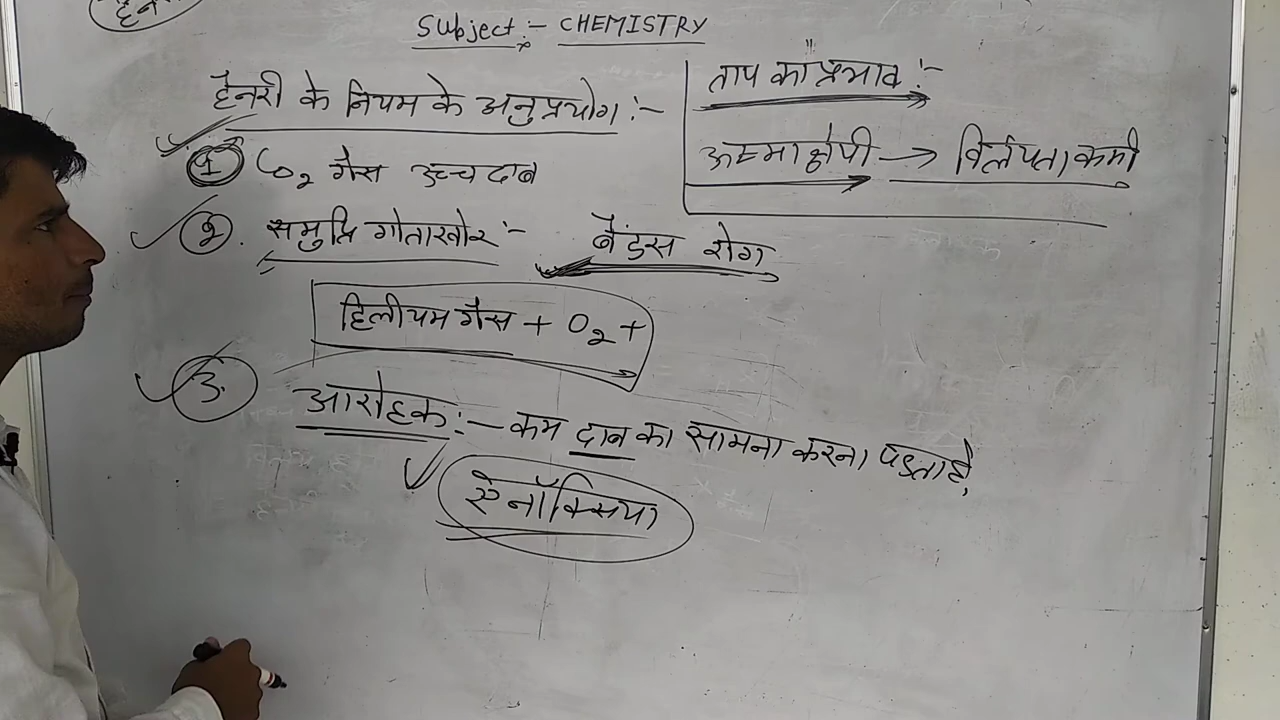 Subject:- CHEMISTRY
हेनरी के नियम के अनुप्रयोग:-
1 CO2 गैस उच्च दाब
2. समुद्रि गोताखोर:- बेंडस रोग
हिलीयम गैस + O2 +
3. आरोहक:- कम दाब का सामना करना पड़ता है,
ऐनॉक्सिया
ताप का प्रभाव:-
ऊष्माक्षेपी → विलेयता कमी